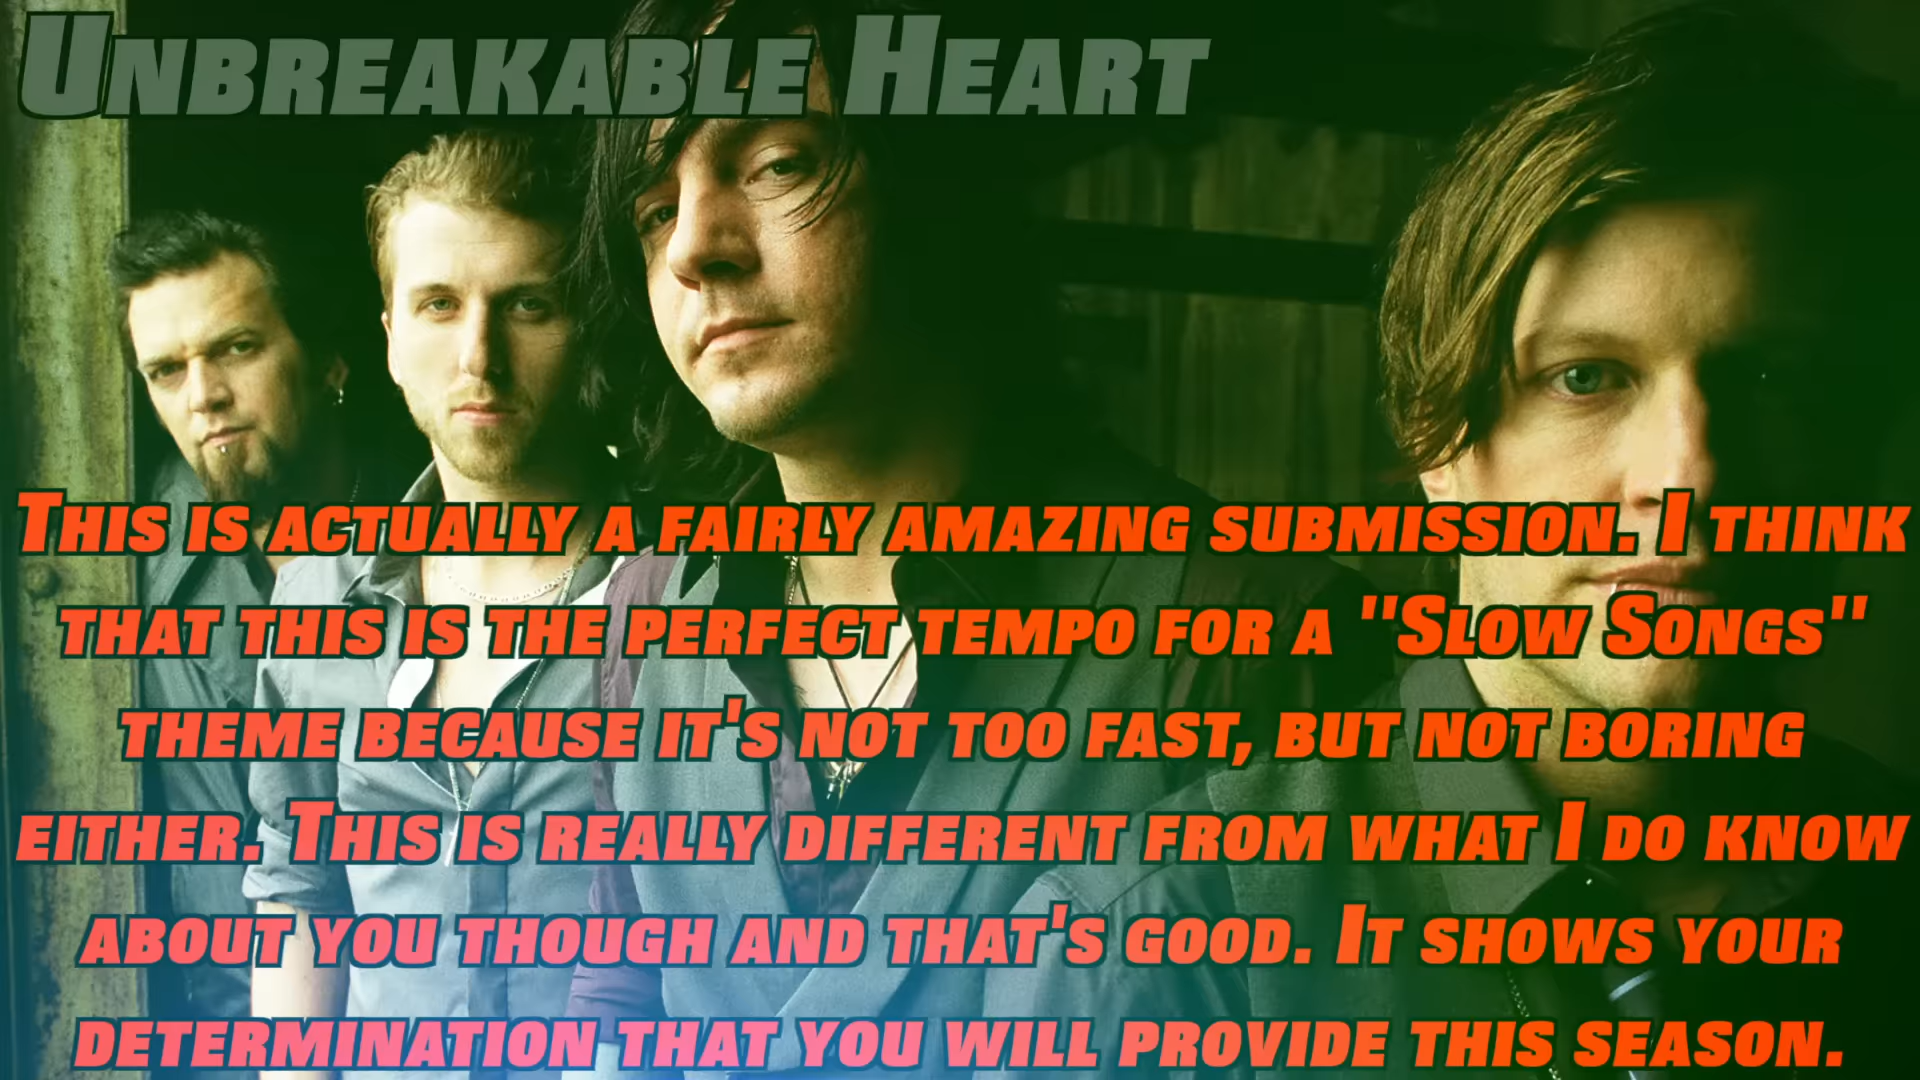 Unbreakable Heart
This is actually a fairly amazing submission. I think
that this is the perfect tempo for a "Slow Songs"
theme because it's not too fast, but not boring
either. This is really different from what I do know
about you though and that's good. It shows your
determination that you will provide this season.